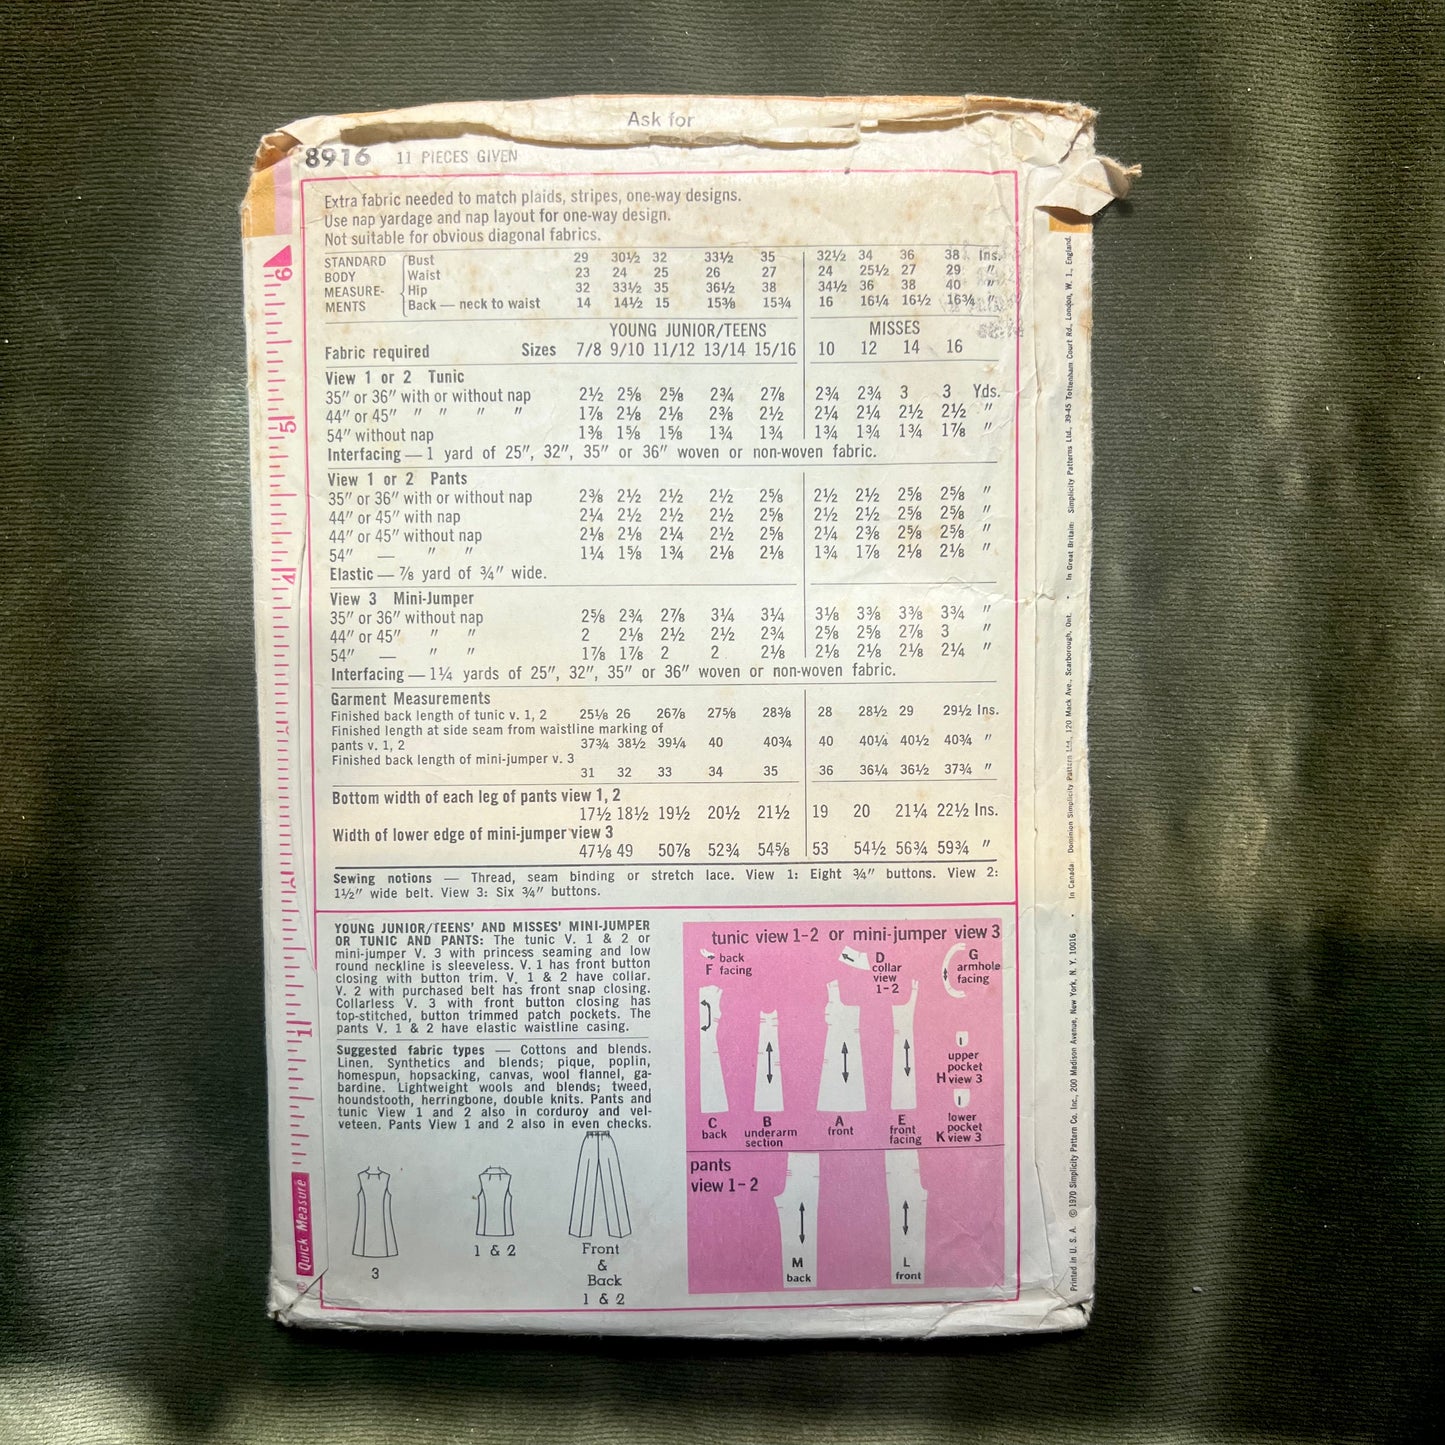 Ask for
8916 11 PIECES GIVEN
Extra fabric needed to match plaids, stripes, one-way designs.
Use nap yardage and nap layout for one-way design.
Not suitable for obvious diagonal fabrics.
STANDARD BODY MEASURE-MENTS
Bust 29 30½ 32 33½ 35 32½ 34 36 38 Ins.
Waist 23 24 25 26 27 24 25½ 27 29 "
Hip 32 33½ 35 36½ 38 34½ 36 38 40 "
Back — neck to waist 14 14½ 15 15⅜ 15¾ 16 16¼ 16½ 16¾ "
YOUNG JUNIOR/TEENS MISSES
Fabric required Sizes 7/8 9/10 11/12 13/14 15/16 10 12 14 16
View 1 or 2 Tunic
35" or 36" with or without nap 2½ 2⅝ 2⅝ 2¾ 2⅞ 2¾ 2¾ 3 3 Yds.
44" or 45" " " " " 1⅞ 2⅛ 2⅛ 2⅜ 2½ 2¼ 2¼ 2½ 2½ "
54" without nap 1⅜ 1⅝ 1⅝ 1¾ 1¾ 1¾ 1¾ 1¾ 1⅞ "
Interfacing — 1 yard of 25", 32", 35" or 36" woven or non-woven fabric.
View 1 or 2 Pants
35" or 36" with or without nap 2⅜ 2½ 2½ 2½ 2⅝ 2½ 2½ 2⅝ 2⅝ "
44" or 45" with nap 2¼ 2½ 2½ 2½ 2⅝ 2½ 2½ 2⅝ 2⅝ "
44" or 45" without nap 2⅛ 2⅛ 2¼ 2½ 2⅝ 2¼ 2⅜ 2⅝ 2⅝ "
54" — " " 1¼ 1⅝ 1¾ 2⅛ 2⅛ 1¾ 1⅞ 2⅛ 2⅛ "
Elastic — ⅞ yard of ¾" wide.
View 3 Mini-Jumper
35" or 36" without nap 2⅝ 2¾ 2⅞ 3¼ 3¼ 3⅛ 3⅜ 3⅜ 3¾ "
44" or 45" " " 2 2⅛ 2½ 2½ 2¾ 2⅝ 2⅝ 2⅞ 3 "
54" — " " 1⅞ 1⅞ 2 2 2⅛ 2⅛ 2⅛ 2⅛ 2¼ "
Interfacing — 1¼ yards of 25", 32", 35" or 36" woven or non-woven fabric.
Garment Measurements
Finished back length of tunic v. 1, 2 25⅛ 26 26⅞ 27⅝ 28⅜ 28 28½ 29 29½ Ins.
Finished length at side seam from waistline marking of
pants v. 1, 2 37¾ 38½ 39¼ 40 40¾ 40 40¼ 40½ 40¾ "
Finished back length of mini-jumper v. 3
31 32 33 34 35 36 36¼ 36½ 37¾ "
Bottom width of each leg of pants view 1, 2
17½ 18½ 19½ 20½ 21½ 19 20 21¼ 22½ Ins.
Width of lower edge of mini-jumper view 3
47⅛ 49 50⅞ 52¾ 54⅝ 53 54½ 56¾ 59¾ "
Sewing notions — Thread, seam binding or stretch lace. View 1: Eight ¾" buttons. View 2:
1½" wide belt. View 3: Six ¾" buttons.
YOUNG JUNIOR/TEENS' AND MISSES' MINI-JUMPER
OR TUNIC AND PANTS: The tunic V. 1 & 2 or
mini-jumper V. 3 with princess seaming and low
round neckline is sleeveless. V. 1 has front button
closing with button trim. V. 1 & 2 have collar.
V. 2 with purchased belt has front snap closing.
Collarless V. 3 with front button closing has
top-stitched, button trimmed patch pockets. The
pants V. 1 & 2 have elastic waistline casing.
Suggested fabric types — Cottons and blends.
Linen. Synthetics and blends; pique, poplin,
homespun, hopsacking, canvas, wool flannel, ga-
bardine. Lightweight wools and blends; tweed,
houndstooth, herringbone, double knits. Pants and
tunic View 1 and 2 also in corduroy and vel-
veteen. Pants View 1 and 2 also in even checks.
3
1 & 2
Front
&
Back
1 & 2
tunic view 1-2 or mini-jumper view 3
back
F facing
D
collar
view
1-2
G
armhole
facing
upper
pocket
H view 3
lower
pocket
K view 3
C
back
B
underarm
section
A
front
E
front
facing
pants
view 1-2
M
back
L
front
6
5
4
1
Quick Measure ®
Printed in U. S. A. © 1970 Simplicity Pattern Co. Inc., 200 Madison Avenue, New York, N. Y. 10016 • In Canada: Dominion Simplicity Pattern Ltd., 120 Mack Ave., Scarborough, Ont. • In Great Britain: Simplicity Patterns Ltd., 39-45 Tottenham Court Rd., London, W. 1., England.